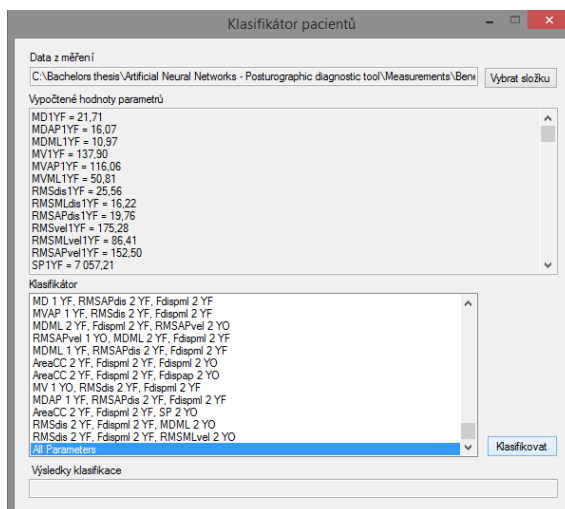 Klasifikátor pacientů
Data z měření
C:\Bachelors thesis\Artificial Neural Networks - Posturographic diagnostic tool\Measurements\Bene
Vybrat složku
Vypočtené hodnoty parametrů
MD1YF = 21,71
MDAP1YF = 16,07
MDML1YF = 10,97
MV1YF = 137,90
MVAP1YF = 116,06
MVML1YF = 50,81
RMSdis1YF = 25,56
RMSMLdis1YF = 16,22
RMSAPdis1YF = 19,76
RMSvel1YF = 175,28
RMSMLvel1YF = 86,41
RMSAPvel1YF = 152,50
SP1YF = 7 057,21
Klasifikátor
MD 1 YF, RMSAPdis 2 YF, Fdispml 2 YF
MVAP 1 YF, RMSdis 2 YF, Fdispml 2 YF
MDML 2 YF, Fdispml 2 YF, RMSAPvel 2 YO
RMSAPvel 1 YO, MDML 2 YF, Fdispml 2 YF
MDML 1 YF, RMSAPdis 2 YF, Fdispml 2 YF
AreaCC 2 YF, Fdispml 2 YF, Fdispml 2 YO
AreaCC 2 YF, Fdispml 2 YF, Fdispap 2 YO
MV 1 YO, RMSdis 2 YF, Fdispml 2 YF
MDAP 1 YF, RMSAPdis 2 YF, Fdispml 2 YF
AreaCC 2 YF, Fdispml 2 YF, SP 2 YO
RMSdis 2 YF, Fdispml 2 YF, MDML 2 YO
RMSdis 2 YF, Fdispml 2 YF, RMSMLvel 2 YO
All Parameters
Klasifikovat
Výsledky klasifikace